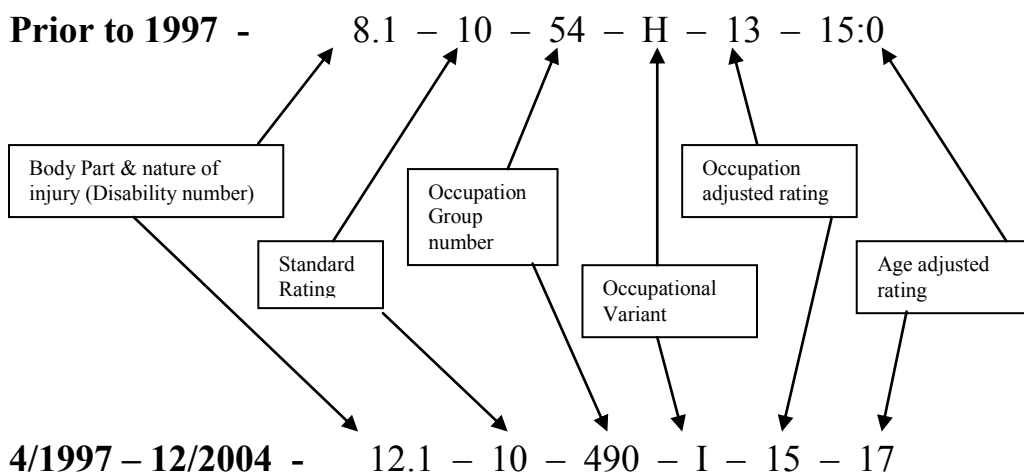 Prior to 1997 - 8.1 – 10 – 54 – H – 13 – 15:0
Body Part & nature of
injury (Disability number)
Standard
Rating
Occupation
Group
number
Occupational
Variant
Occupation
adjusted rating
Age adjusted
rating
4/1997 – 12/2004 - 12.1 – 10 – 490 – I – 15 – 17